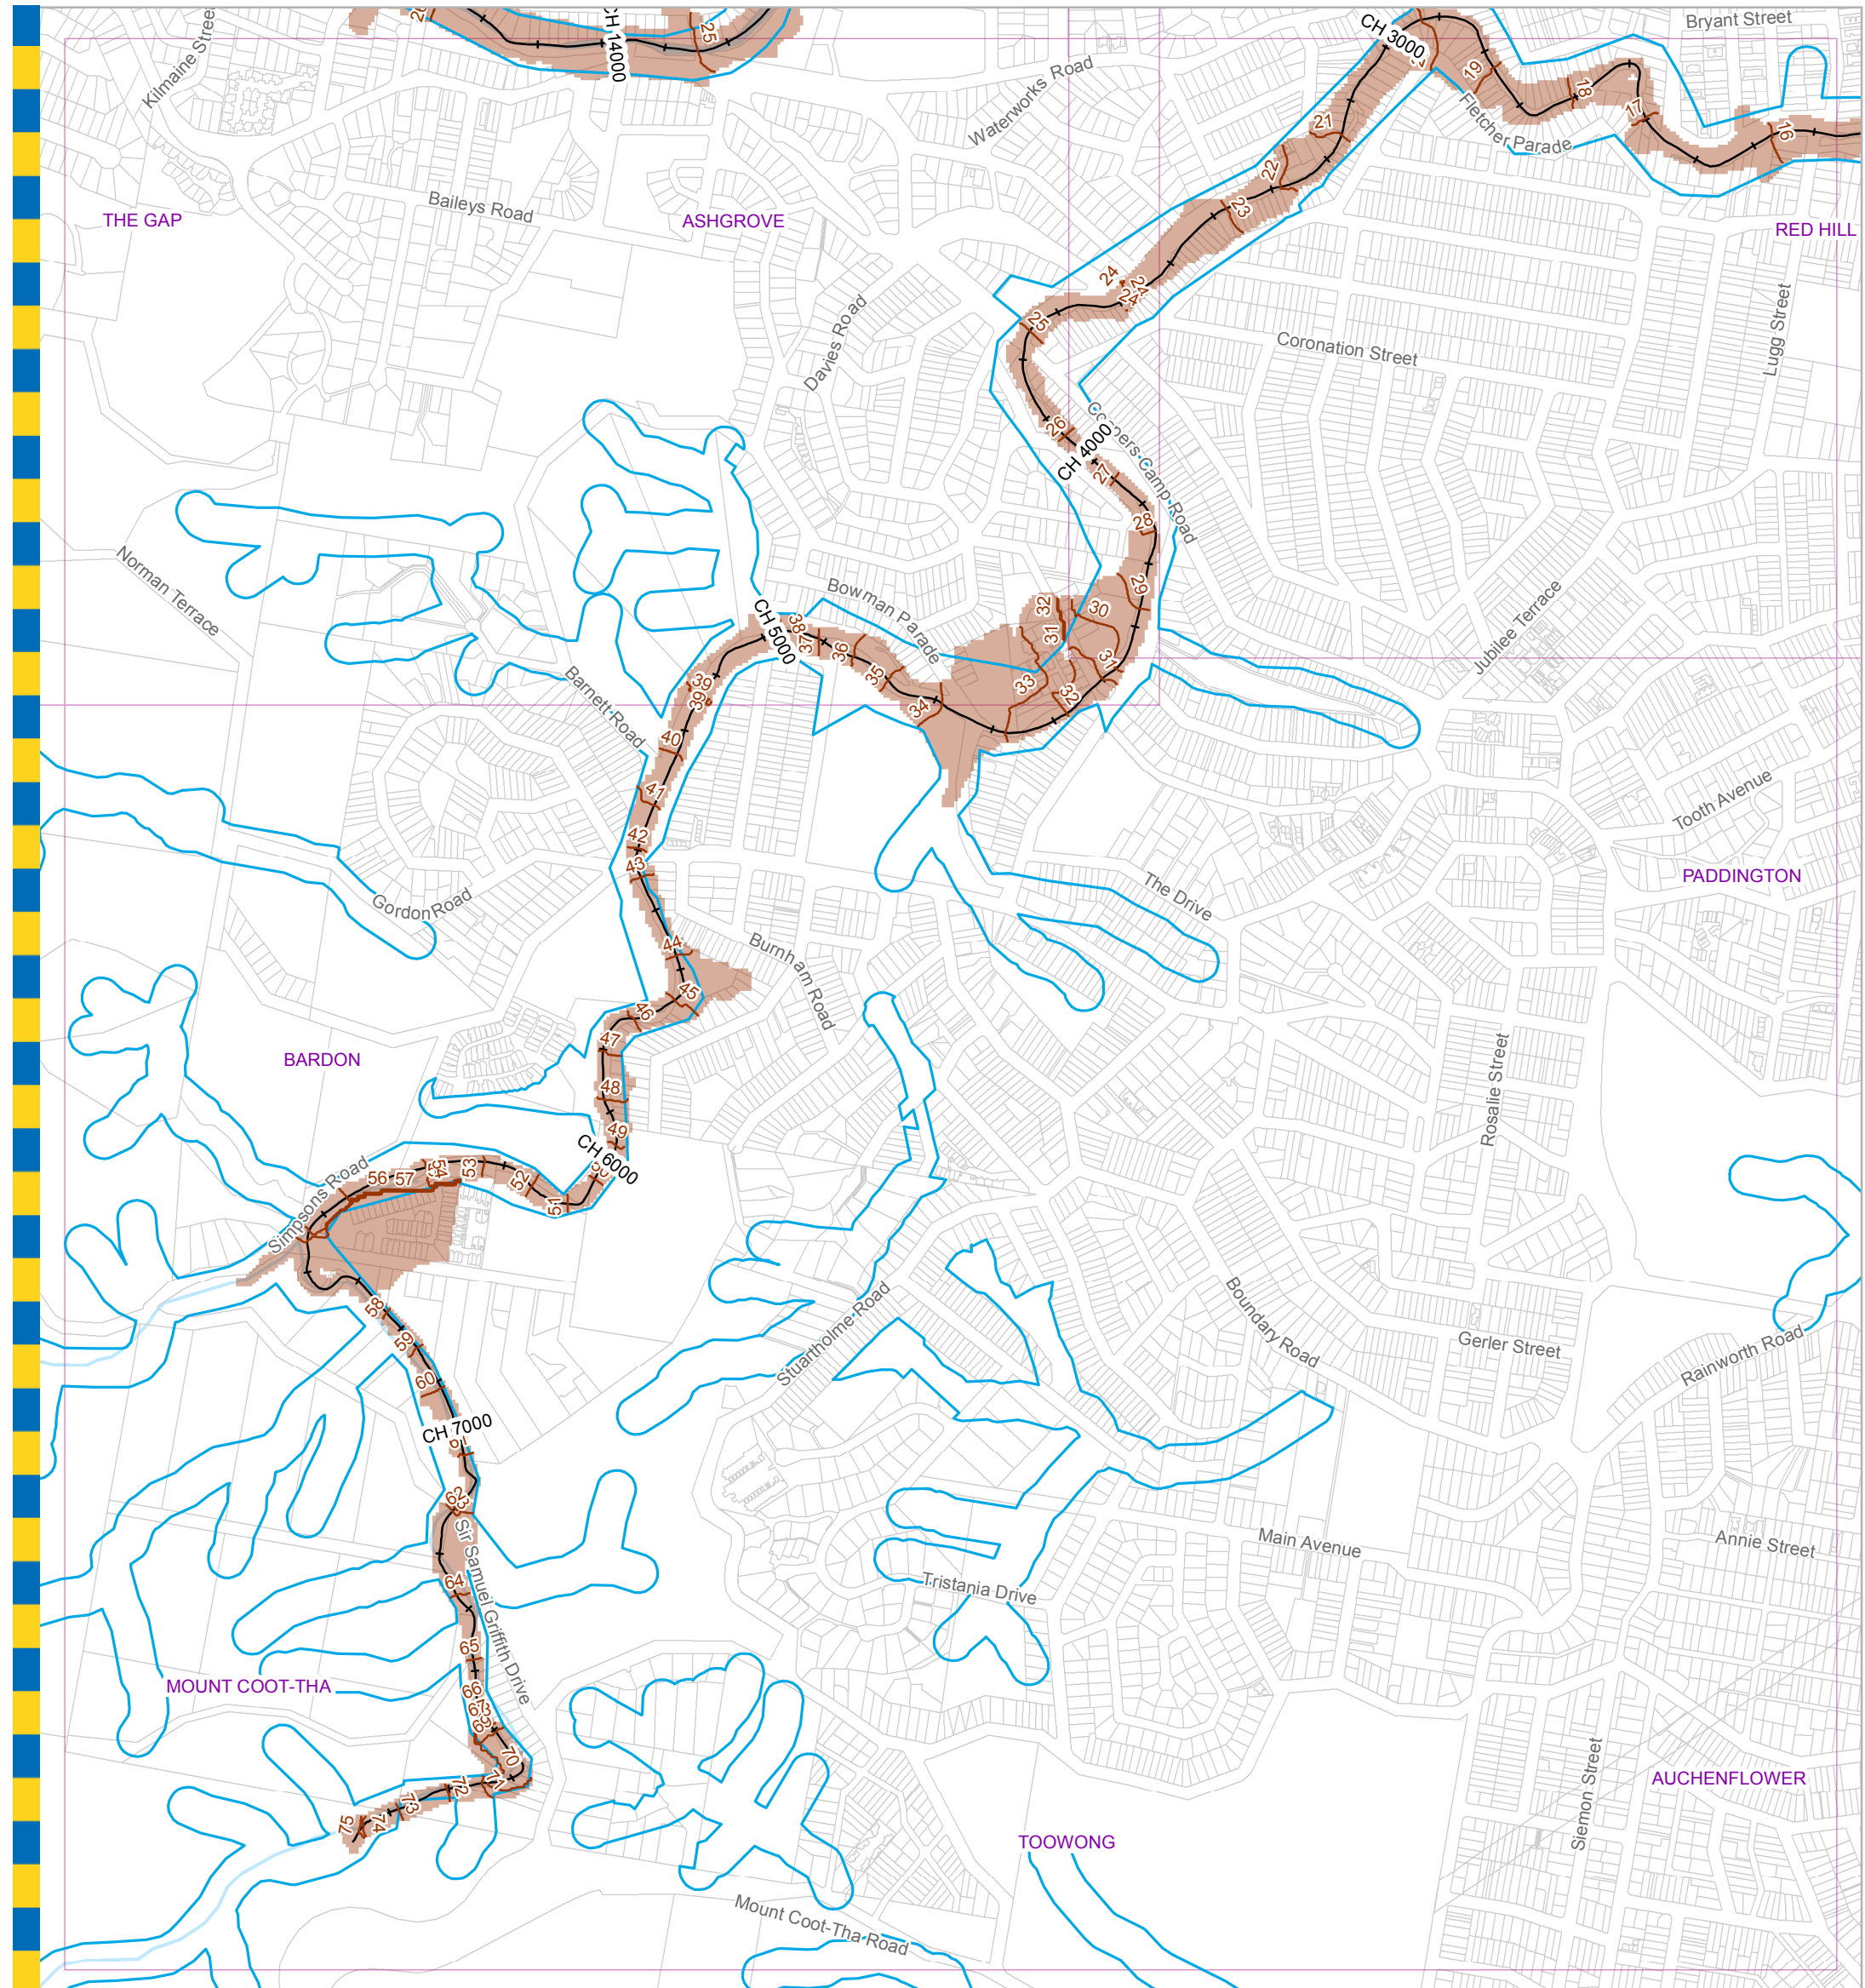 Bryant Street
CH 3000
CH 14000
25
Kilmaine Street
Waterworks Road
19
18
17
16
Fletcher Parade
21
22
23
Baileys Road
THE GAP
ASHGROVE
RED HILL
24
24
24
25
Davies Road
Coronation Street
Lugg Street
26
CH 4000
Coopers Camp Road
27
28
Norman Terrace
29
30
32
31
31
Bowman Parade
CH 5000
38
37
36
35
34
33
32
Jubilee Terrace
39
39
Barnett Road
40
41
42
43
Tooth Avenue
PADDINGTON
The Drive
Gordon Road
44
Burnham Road
45
46
47
BARDON
48
49
CH 6000
Rosalie Street
51
52
53
54
56
57
Simpsons Road
58
59
60
Stuartholme Road
Boundary Road
Gerler Street
Rainworth Road
CH 7000
62
Sir Samuel Griffith Drive
Main Avenue
Annie Street
64
Tristania Drive
65
66
MOUNT COOT-THA
70
71
72
73
74
75
Siemon Street
AUCHENFLOWER
TOOWONG
Mount Coot-Tha Road